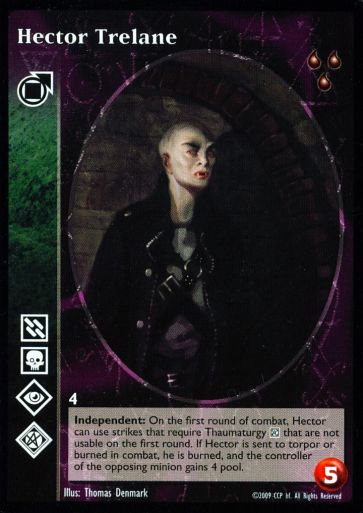 Hector Trelane
4
Independent: On the first round of combat, Hector
can use strikes that require Thaumaturgy that are not
usable on the first round. If Hector is sent to torpor or
burned in combat, he is burned, and the controller
of the opposing minion gains 4 pool.
5
Illus: Thomas Denmark
©2009 CCP hf. All Rights Reserved